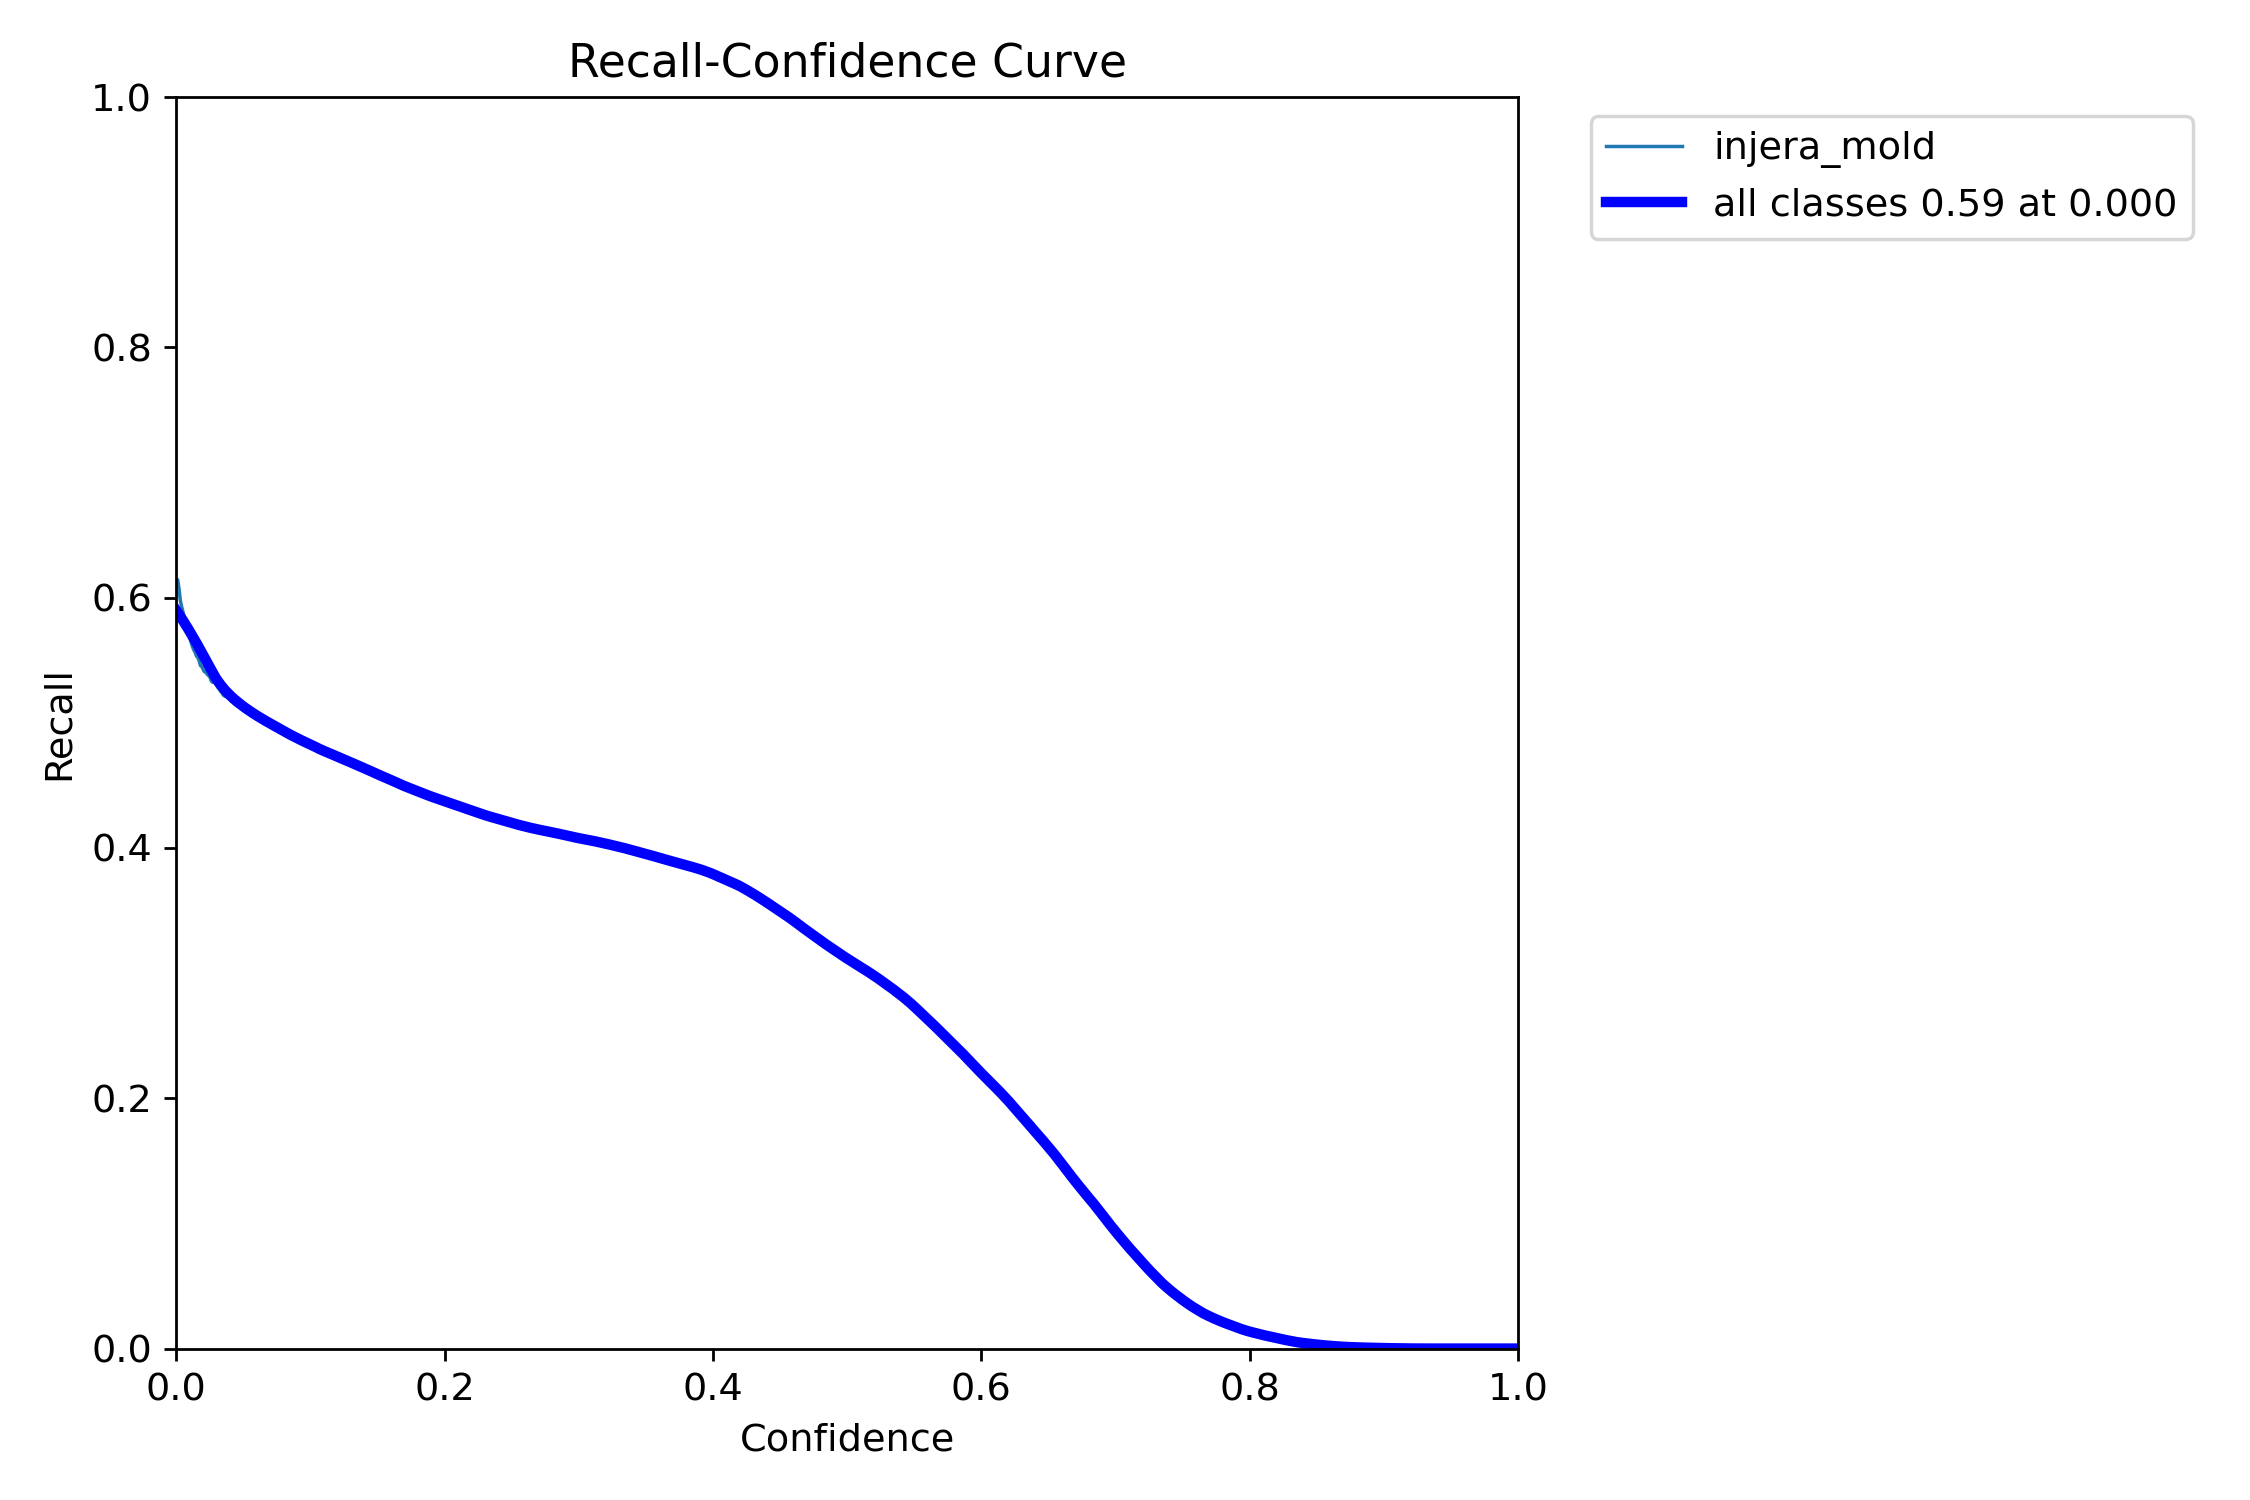 Recall-Confidence Curve
1.0
0.8
0.6
0.4
0.2
0.0
Recall
0.0 0.2 0.4 0.6 0.8 1.0
Confidence
injera_mold
all classes 0.59 at 0.000